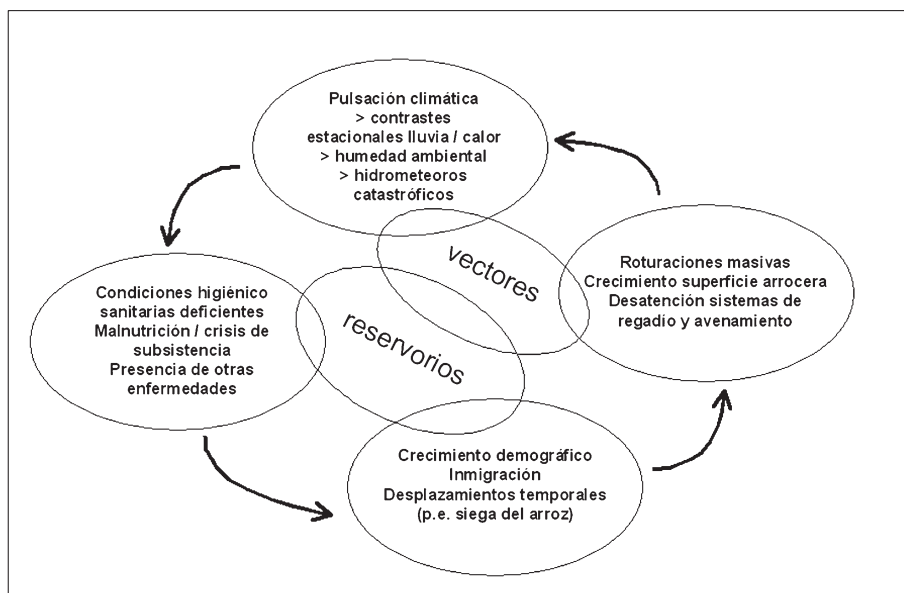 Pulsación climática
> contrastes
estacionales lluvia / calor
> humedad ambiental
> hidrometeoros
catastróficos
vectores
Roturaciones masivas
Crecimiento superficie arrocera
Desatención sistemas de
regadio y avenamiento
Condiciones higiénico
sanitarias deficientes
Malnutrición / crisis de
subsistencia
Presencia de otras
enfermedades
reservorios
Crecimiento demográfico
Inmigración
Desplazamientos temporales
(p.e. siega del arroz)